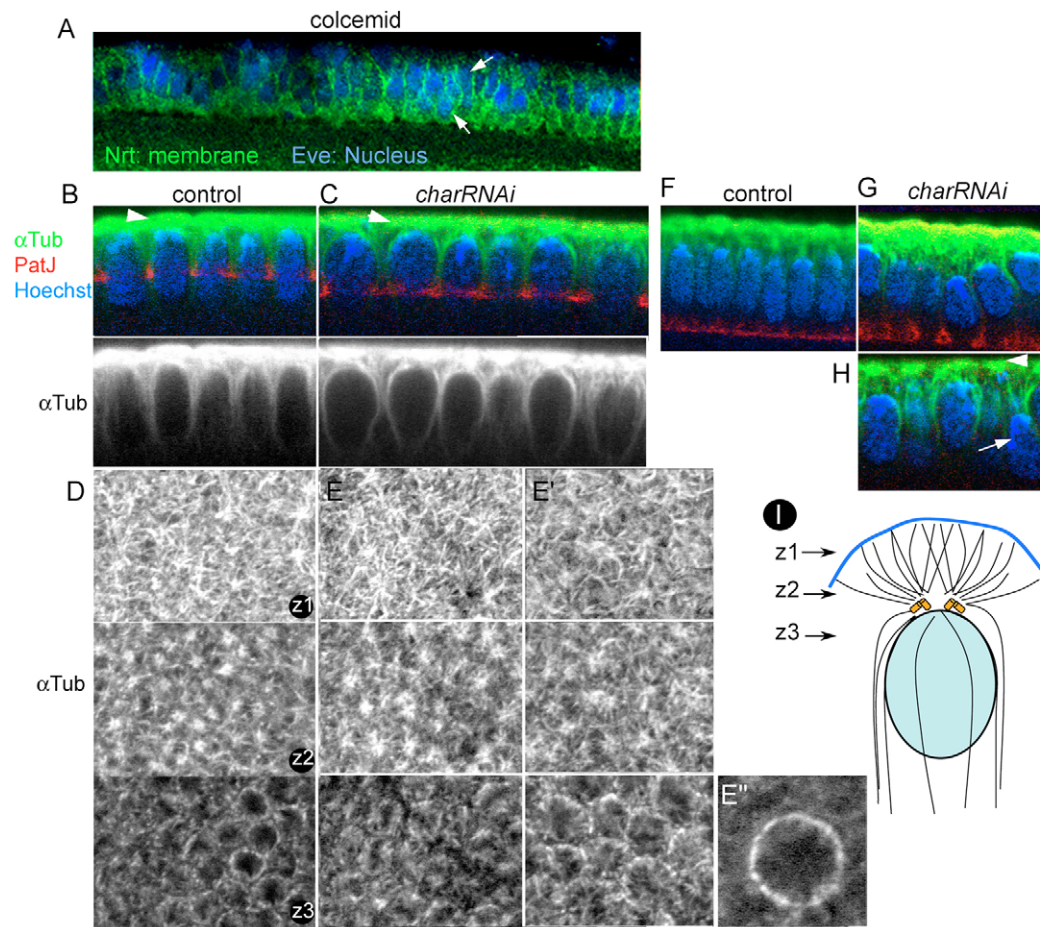 colcemid
A
Nrt: membrane Eve: Nucleus
B control C charRNAi F control G charRNAi
αTub
PatJ
Hoechst
H
αTub
D E E'
z1
I
z1
z2
z3
αTub
z2
E"
z3